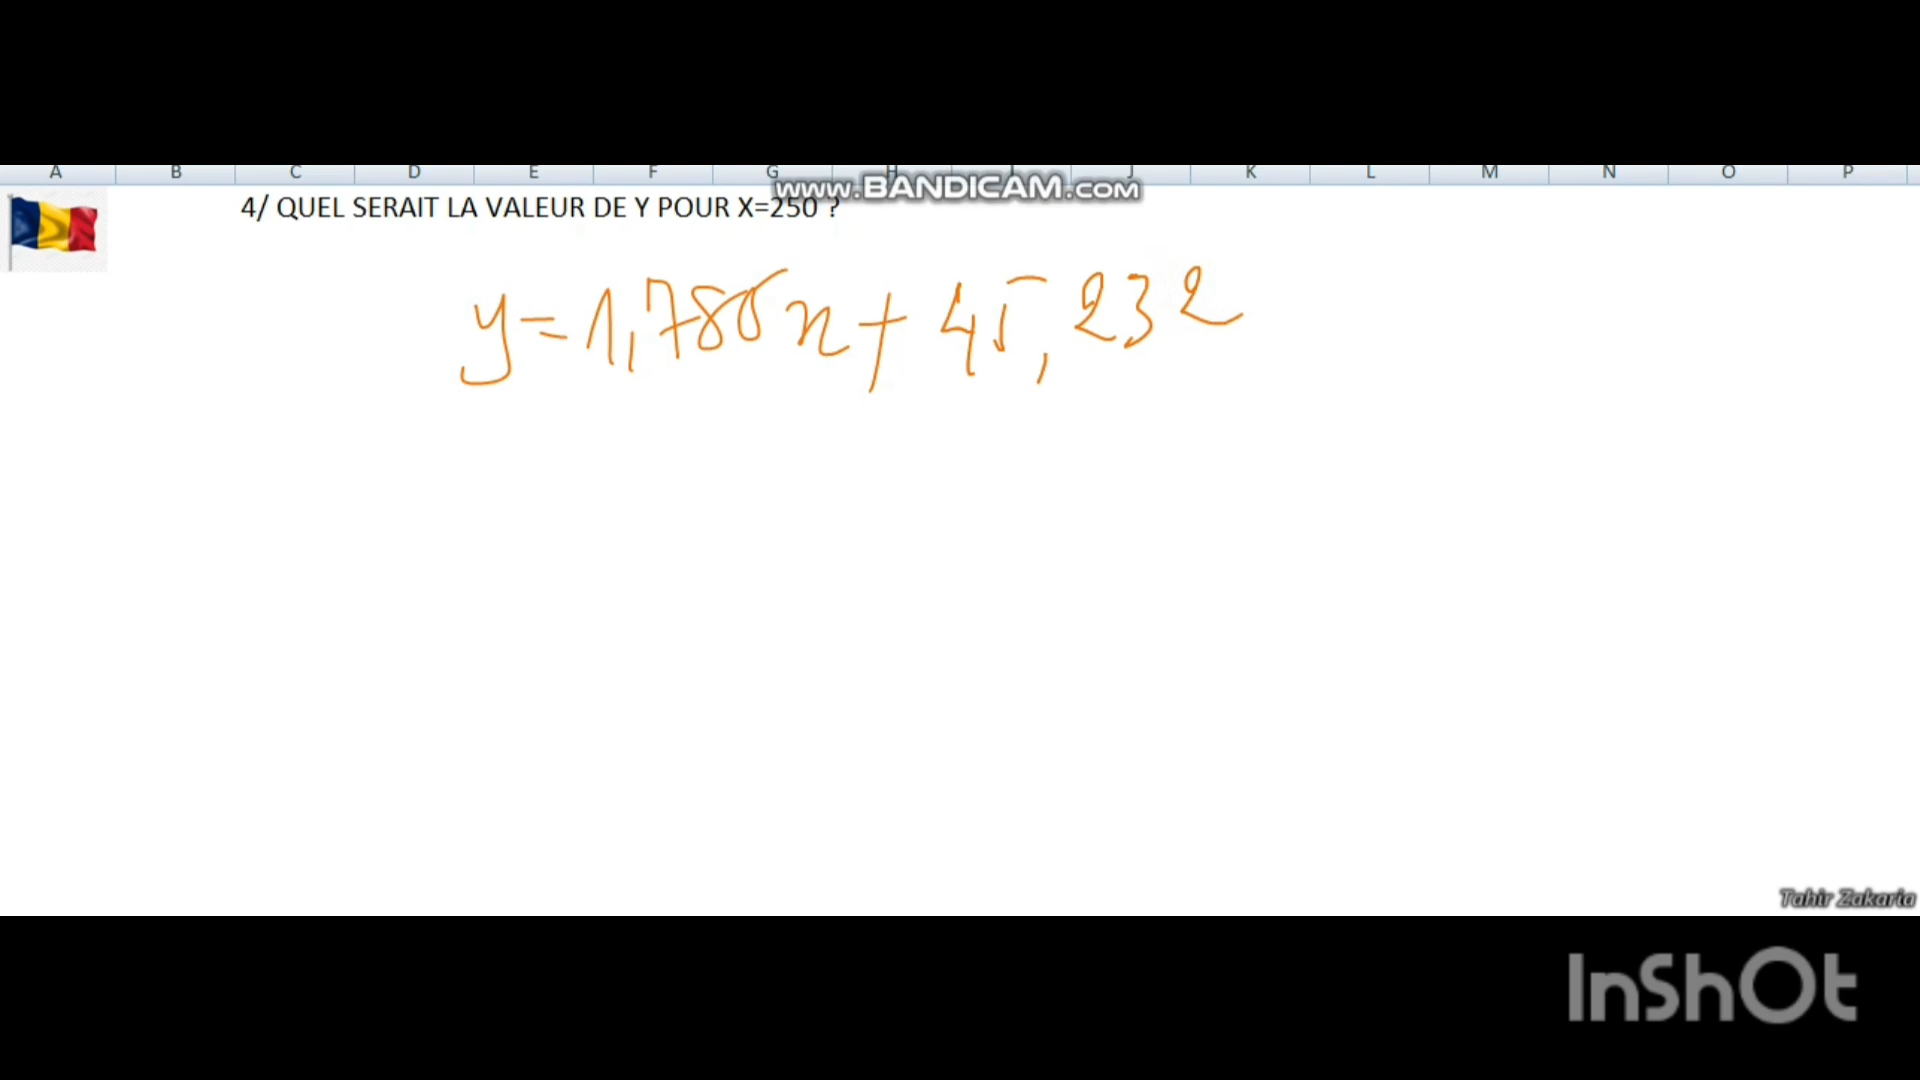 A B C D E F G H I J K L M N O P
www.BANDICAM.com
4/ QUEL SERAIT LA VALEUR DE Y POUR X=250 ?
y=1,785x+45,232
Tahir Zakaria
InShOt